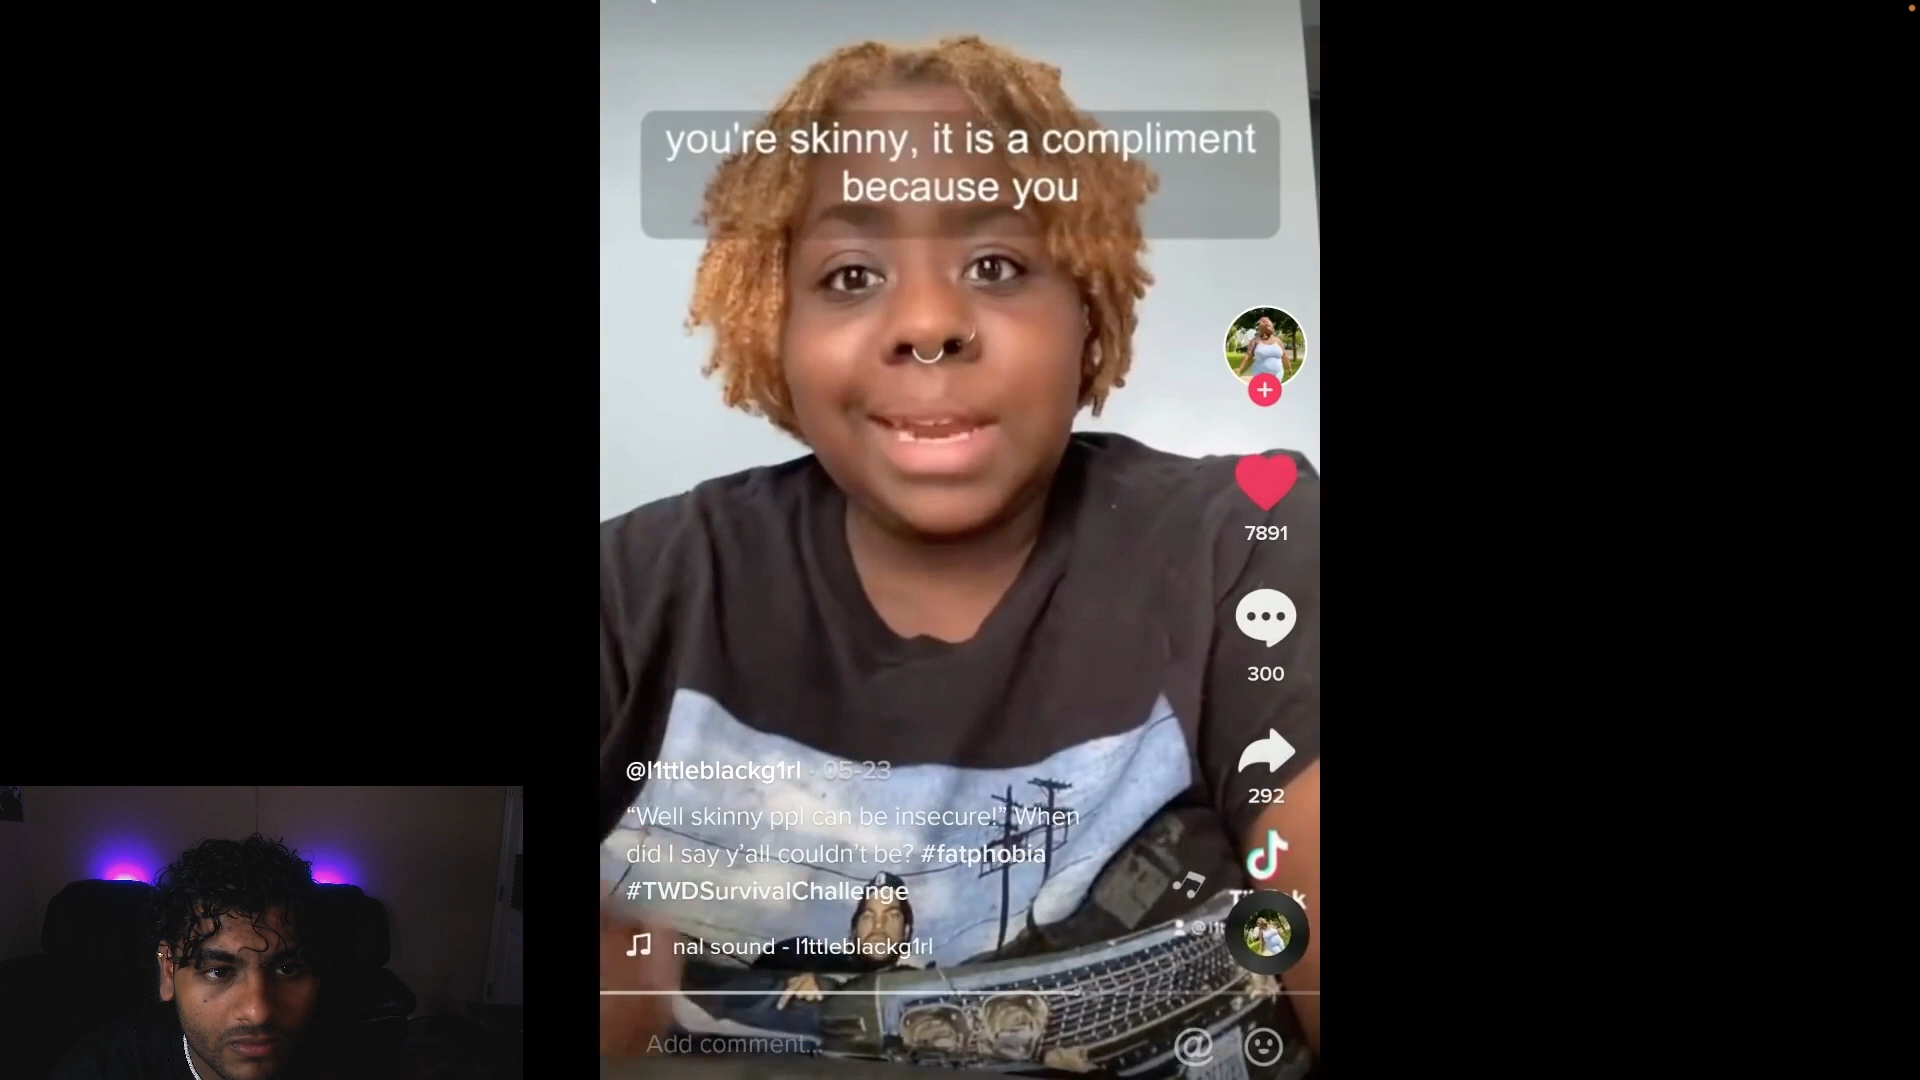 you're skinny, it is a compliment
because you
7891
300
292
@l1ttleblackg1rl · 05-23
“Well skinny ppl can be insecure!” When
did I say y’all couldn’t be? #fatphobia
#TWDSurvivalChallenge
@l1t
nal sound - l1ttleblackg1rl
Add comment...